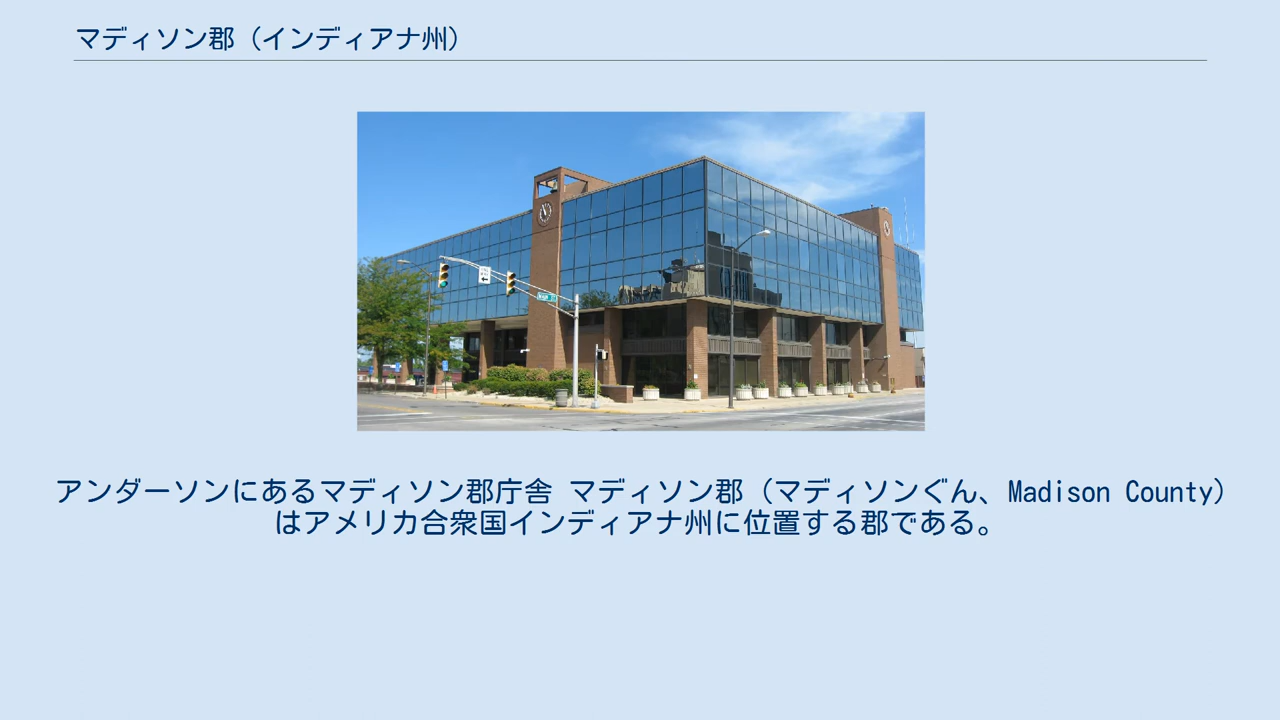 マディソン郡（インディアナ州）
アンダーソンにあるマディソン郡庁舎 マディソン郡（マディソンぐん、Madison County）
はアメリカ合衆国インディアナ州に位置する郡である。